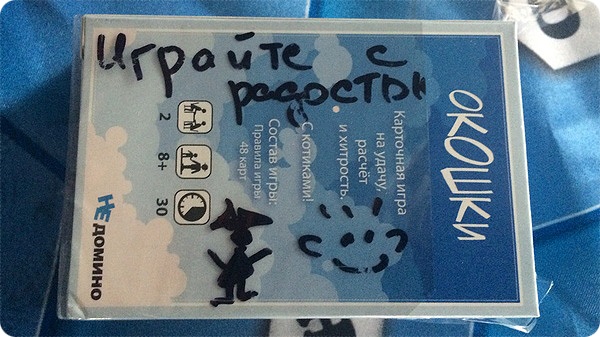 Играйте с
радостью
ОКОШКИ
Карточная игра
на удачу,
расчёт
и хитрость.
С котиками!
Состав игры:
Правила игры
48 карт
2
8+
30
НЕДОМИНО